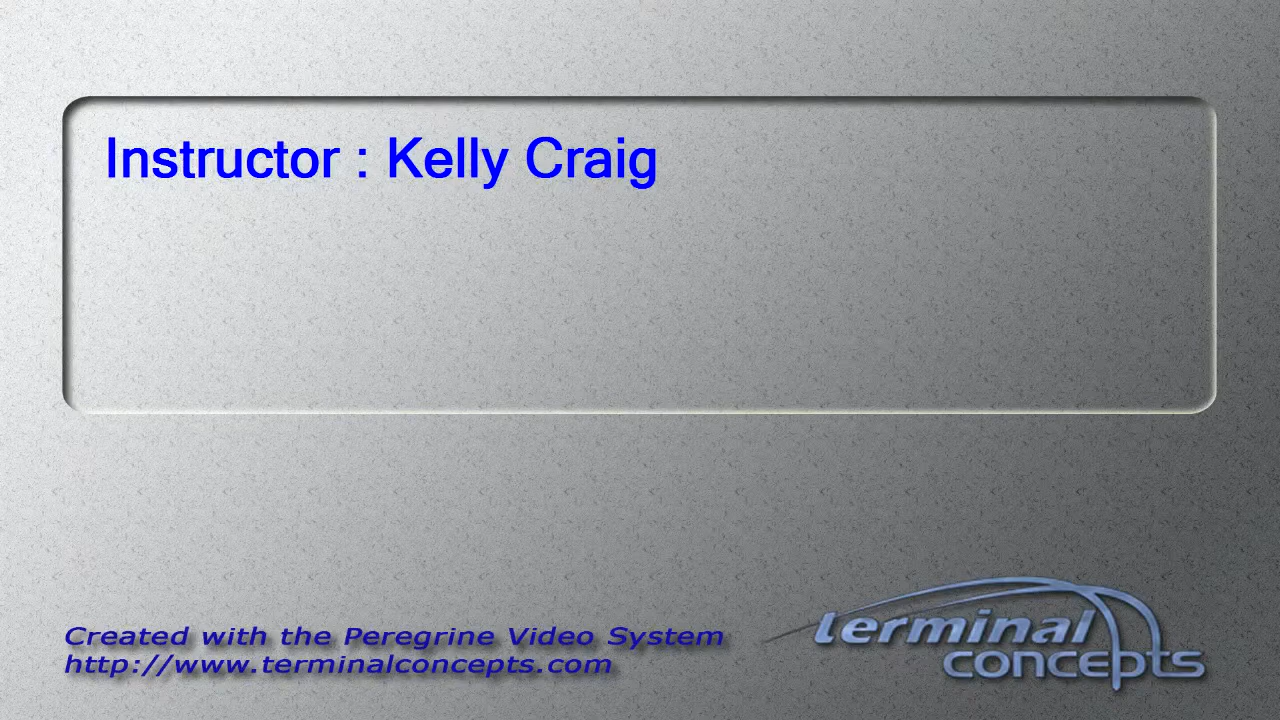 Instructor : Kelly Craig
Created with the Peregrine Video System
http://www.terminalconcepts.com
terminal
concepts